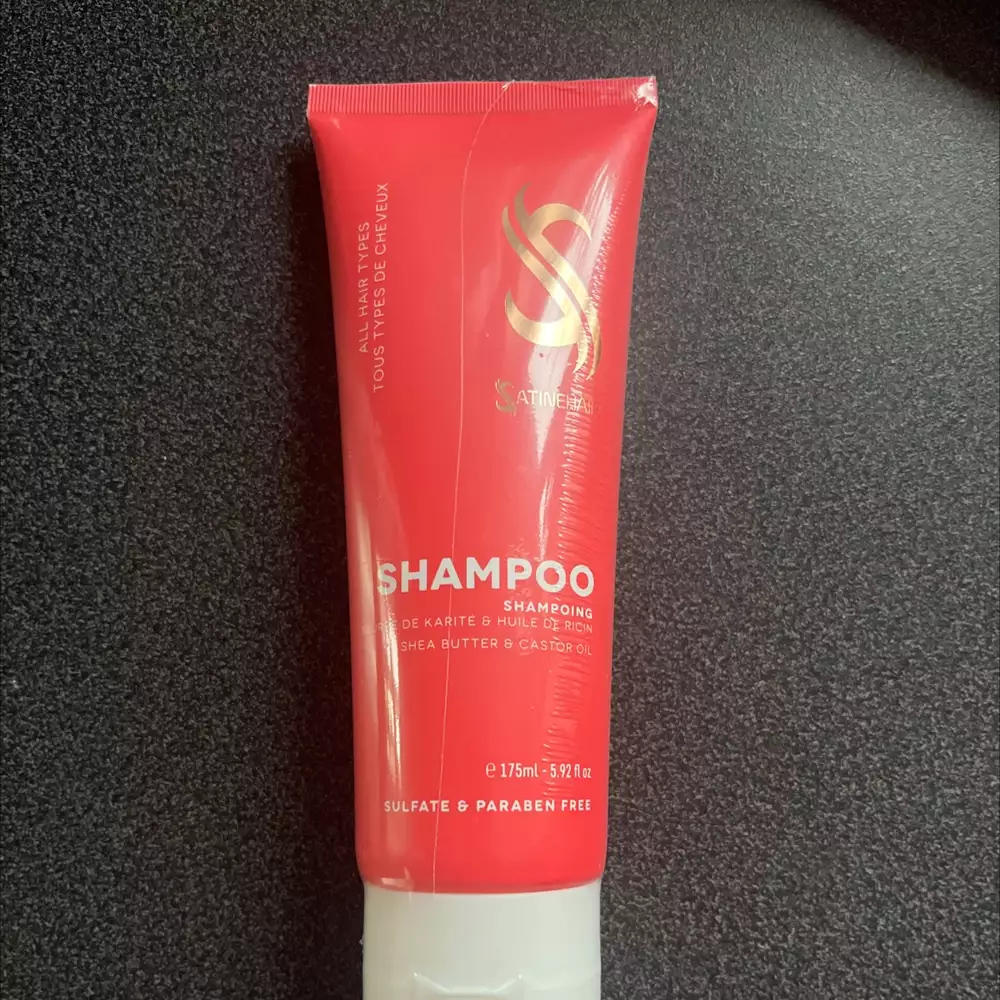 ALL HAIR TYPES
TOUS TYPES DE CHEVEUX
SATINEHAI
SHAMPOO
SHAMPOING
DE KARITÉ & HUILE DE RICIN
SHEA BUTTER & CASTOR OIL
e 175ml - 5.92 fl oz
SULFATE & PARABEN FREE